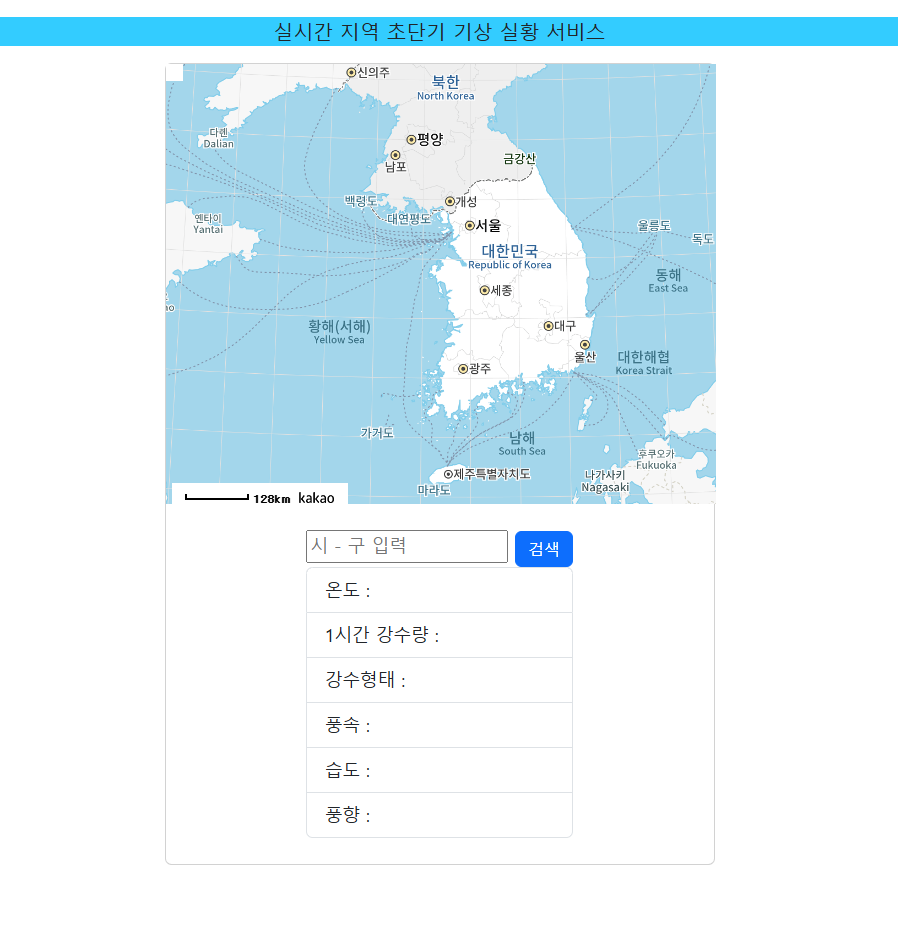 실시간 지역 초단기 기상 실황 서비스
신의주
북한
North Korea
다롄
Dalian
평양
남포
금강산
백령도
개성
대연평도
옌타이
Yantai
서울
울릉도
독도
대한민국
Republic of Korea
동해
East Sea
세종
황해(서해)
Yellow Sea
대구
울산
대한해협
Korea Strait
광주
가거도
남해
South Sea
후쿠오카
Fukuoka
제주특별자치도
나가사키
Nagasaki
마라도
128km kakao
시 - 구 입력 검색
온도 :
1시간 강수량 :
강수형태 :
풍속 :
습도 :
풍향 :